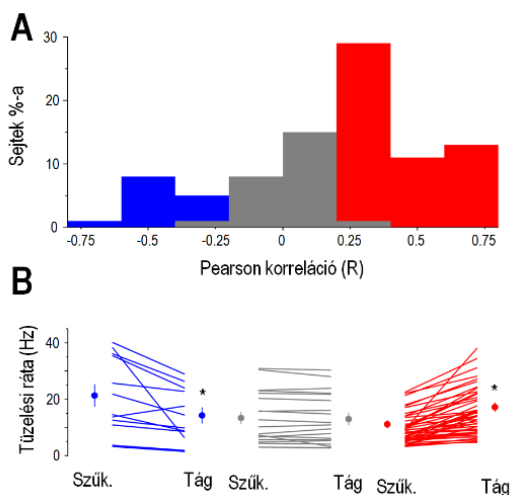 A
30
20
10
0
Sejtek %-a
-0.75 -0.5 -0.25 0 0.25 0.5 0.75
Pearson korreláció (R)
B
40
20
0
Tüzelési ráta (Hz)
* *
Szűk. Tág Szűk. Tág Szűk. Tág